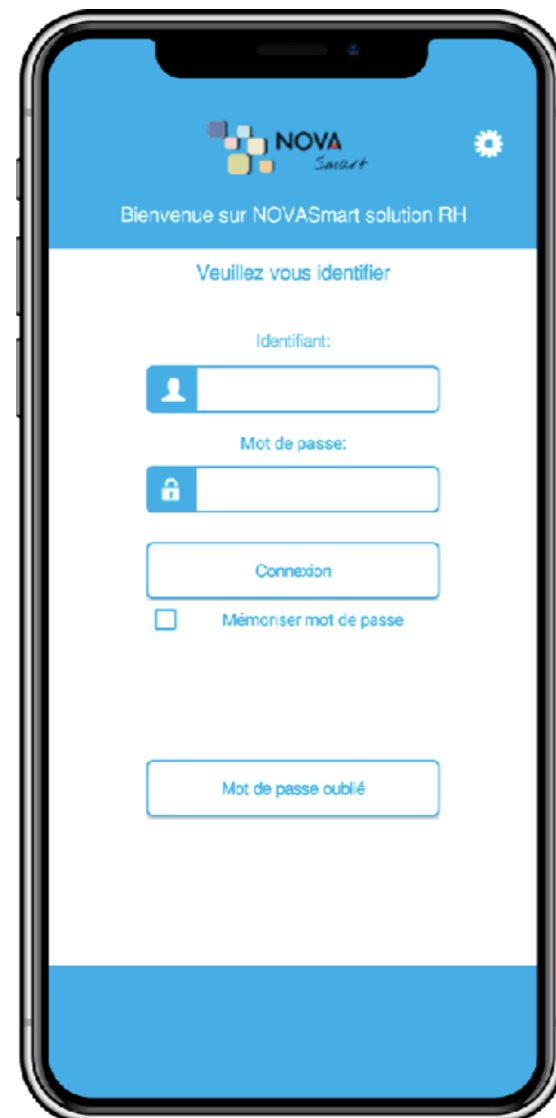 NOVA
Smart
Bienvenue sur NOVASmart solution RH
Veuillez vous identifier
Identifiant:
Mot de passe:
Connexion
Mémoriser mot de passe
Mot de passe oublié